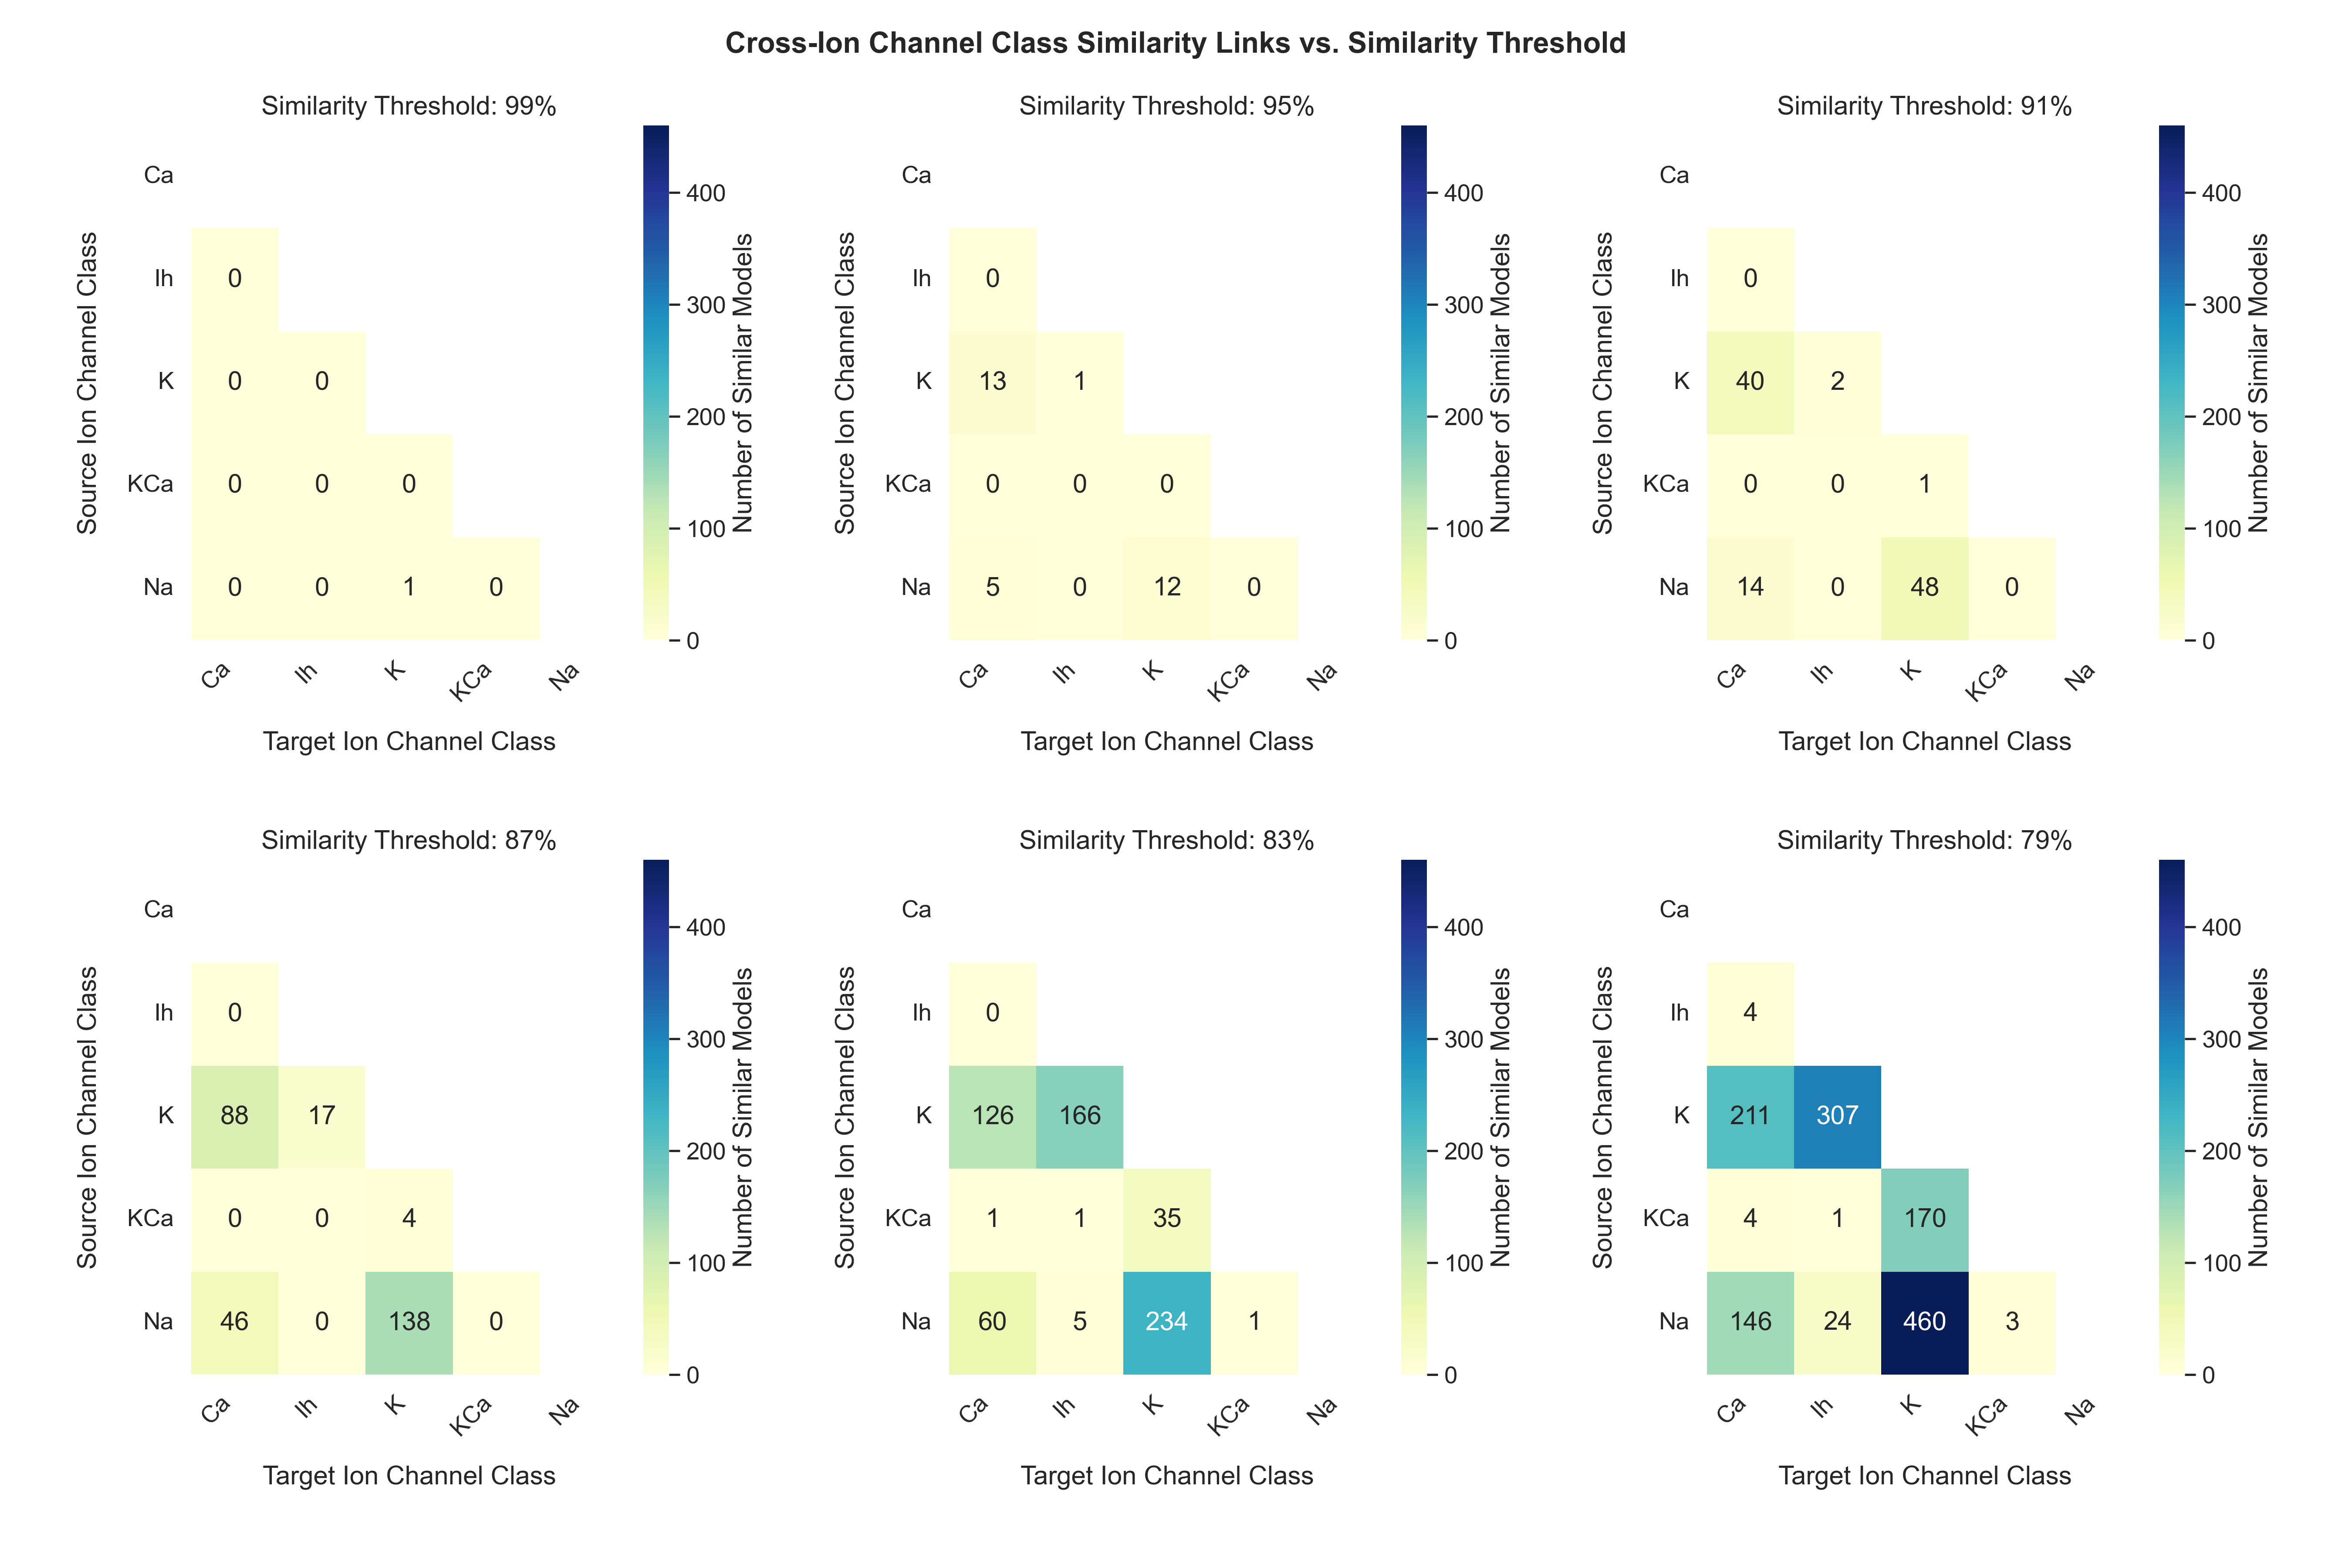 Cross-Ion Channel Class Similarity Links vs. Similarity Threshold
Similarity Threshold: 99%
Source Ion Channel Class
Ca
Ih 0
K 0 0
KCa 0 0 0
Na 0 0 1 0
Ca Ih K KCa Na
Target Ion Channel Class
400
300
200
100
0
Number of Similar Models
Similarity Threshold: 95%
Source Ion Channel Class
Ca
Ih 0
K 13 1
KCa 0 0 0
Na 5 0 12 0
Ca Ih K KCa Na
Target Ion Channel Class
400
300
200
100
0
Number of Similar Models
Similarity Threshold: 91%
Source Ion Channel Class
Ca
Ih 0
K 40 2
KCa 0 0 1
Na 14 0 48 0
Ca Ih K KCa Na
Target Ion Channel Class
400
300
200
100
0
Number of Similar Models
Similarity Threshold: 87%
Source Ion Channel Class
Ca
Ih 0
K 88 17
KCa 0 0 4
Na 46 0 138 0
Ca Ih K KCa Na
Target Ion Channel Class
400
300
200
100
0
Number of Similar Models
Similarity Threshold: 83%
Source Ion Channel Class
Ca
Ih 0
K 126 166
KCa 1 1 35
Na 60 5 234 1
Ca Ih K KCa Na
Target Ion Channel Class
400
300
200
100
0
Number of Similar Models
Similarity Threshold: 79%
Source Ion Channel Class
Ca
Ih 4
K 211 307
KCa 4 1 170
Na 146 24 460 3
Ca Ih K KCa Na
Target Ion Channel Class
400
300
200
100
0
Number of Similar Models